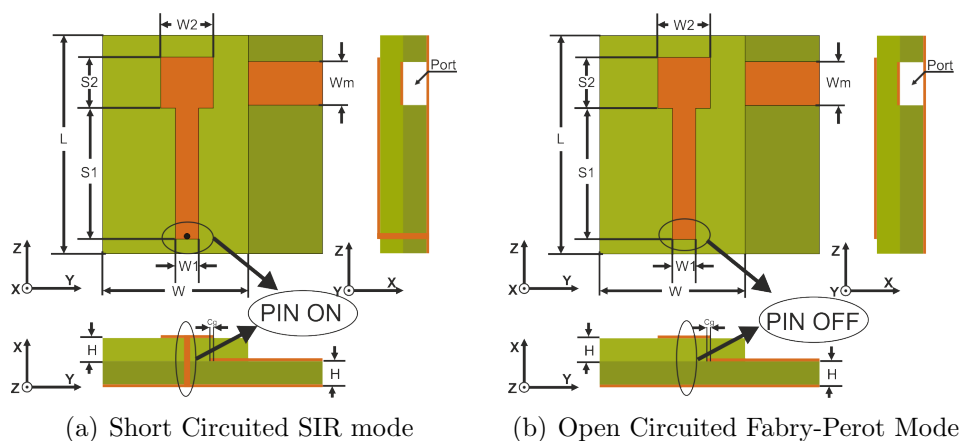 (a)
(b)
W2
W2
S2
Wm
Port
S2
Wm
Port
L
L
S1
S1
Z
X
Y
W1
W
Z
Y
X
Z
X
Y
W1
W
Z
Y
X
PIN ON
PIN OFF
Cg
Cg
X
Z
Y
H
H
X
Z
Y
H
H
(a) Short Circuited SIR mode
(b) Open Circuited Fabry-Perot Mode